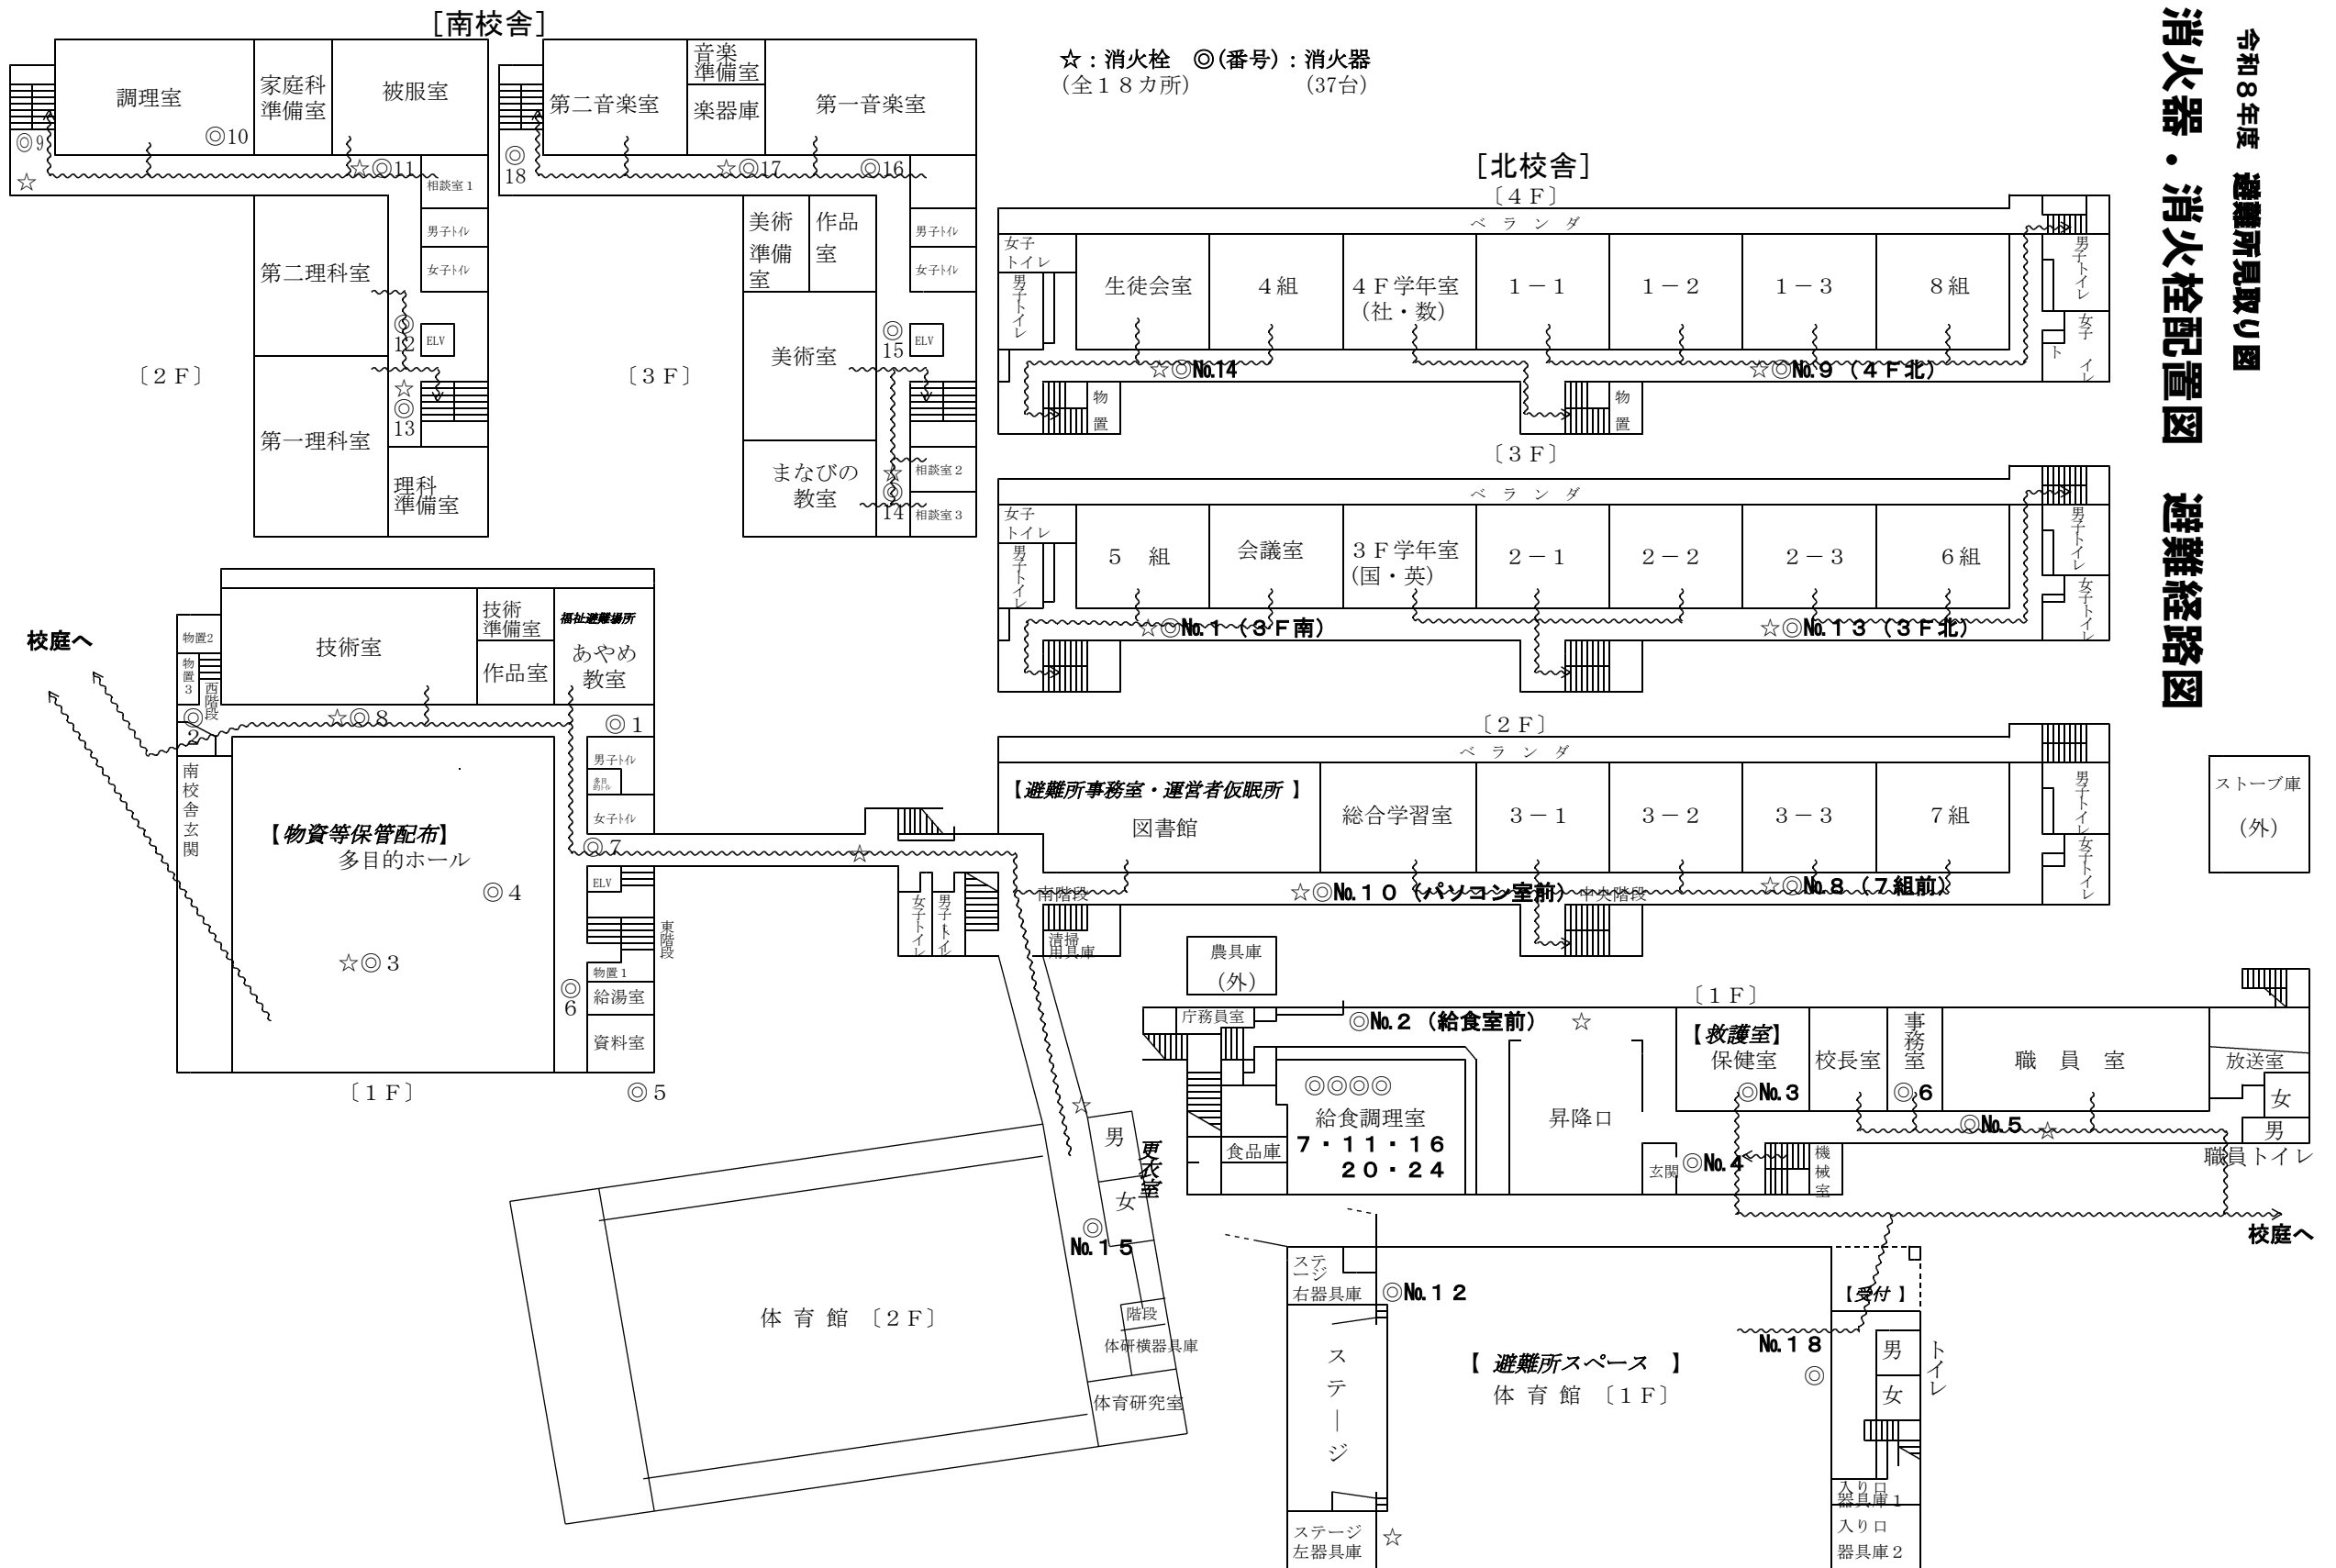 令和８年度　避難所見取り図
消火器・消火栓配置図　避難経路図
☆：消火栓　◎(番号)：消火器
(全１８カ所)　(37台)
[南校舎]
調理室
家庭科
準備室
被服室
◎9
◎10
☆◎11
☆
相談室１
男子ﾄｲﾚ
女子ﾄｲﾚ
第二理科室
◎
12
ELV
〔２Ｆ〕
☆
◎
13
第一理科室
理科
準備室
第二音楽室
音楽
準備室
楽器庫
第一音楽室
◎
18
☆◎17
◎16
美術
準備
室
作品
室
男子ﾄｲﾚ
女子ﾄｲﾚ
◎
15
ELV
美術室
〔３Ｆ〕
まなびの
教室
☆
◎
14
相談室２
相談室３
校庭へ
物置2
物置３
西階段
技術室
技術
準備室
作品室
福祉避難場所
あやめ
教室
◎
2
☆◎８
◎１
男子ﾄｲﾚ
多目
的ﾄｲﾚ
女子ﾄｲﾚ
南校舎玄関
【物資等保管配布】
多目的ホール
◎４
☆◎３
◎７
☆
ELV
東階段
物置１
◎
6
給湯室
資料室
〔１Ｆ〕
◎５
[北校舎]
〔４Ｆ〕
ベランダ
女子
トイレ
男子トイレ
生徒会室
４組
４Ｆ学年室
(社・数)
１－１
１－２
１－３
８組
男子トイレ
女子トイレ
☆◎№14
☆◎№９（４Ｆ北）
物置
物置
〔３Ｆ〕
ベランダ
女子
トイレ
男子トイレ
５　組
会議室
３Ｆ学年室
(国・英)
２－１
２－２
２－３
６組
男子トイレ
女子トイレ
☆◎№１（３Ｆ南）
☆◎№１３（３Ｆ北）
〔２Ｆ〕
ベランダ
【避難所事務室・運営者仮眠所】
図書館
総合学習室
３－１
３－２
３－３
７組
男子トイレ
女子トイレ
南階段
☆◎№１０（パソコン室前）
中央階段
☆◎№８（７組前）
女子トイレ
男子トイレ
清掃
用具庫
ストーブ庫
(外)
農具庫
(外)
〔１Ｆ〕
庁務員室
◎№２（給食室前）
☆
◎◎◎◎
給食調理室
７・１１・１６
２０・２４
食品庫
昇降口
玄関
【救護室】
保健室
◎№３
校長室
事務室
◎６
職　員　室
放送室
◎№５
☆
女
男
職員トイレ
◎№４
機械室
校庭へ
☆
男
女
更衣室
◎
№１５
階段
体研横器具庫
体育研究室
体 育 館 〔２Ｆ〕
ステ
ージ
右器具庫
◎№１２
ステージ
【 避難所スペース 】
体 育 館 〔１Ｆ〕
【受付】
№１８
◎
男
女
トイレ
入り口
器具庫１
入り口
器具庫２
ステージ
左器具庫
☆